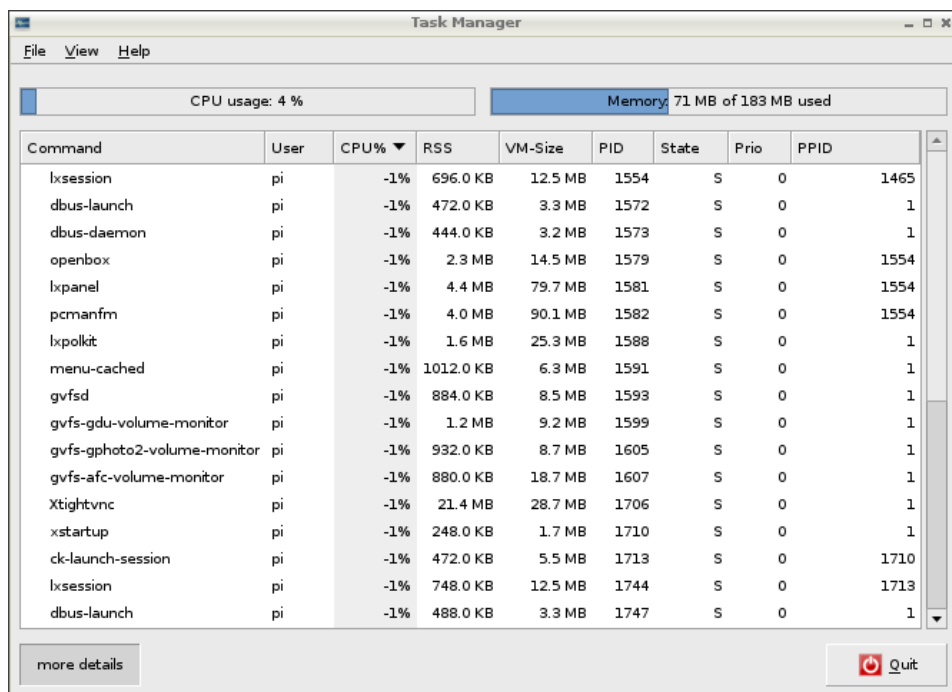 Task Manager
File View Help
CPU usage: 4 % Memory: 71 MB of 183 MB used
Command User CPU% RSS VM-Size PID State Prio PPID
lxsession pi -1% 696.0 KB 12.5 MB 1554 S 0 1465
dbus-launch pi -1% 472.0 KB 3.3 MB 1572 S 0 1
dbus-daemon pi -1% 444.0 KB 3.2 MB 1573 S 0 1
openbox pi -1% 2.3 MB 14.5 MB 1579 S 0 1554
lxpanel pi -1% 4.4 MB 79.7 MB 1581 S 0 1554
pcmanfm pi -1% 4.0 MB 90.1 MB 1582 S 0 1554
lxpolkit pi -1% 1.6 MB 25.3 MB 1588 S 0 1
menu-cached pi -1% 1012.0 KB 6.3 MB 1591 S 0 1
gvfsd pi -1% 884.0 KB 8.5 MB 1593 S 0 1
gvfs-gdu-volume-monitor pi -1% 1.2 MB 9.2 MB 1599 S 0 1
gvfs-gphoto2-volume-monitor pi -1% 932.0 KB 8.7 MB 1605 S 0 1
gvfs-afc-volume-monitor pi -1% 880.0 KB 18.7 MB 1607 S 0 1
Xtightvnc pi -1% 21.4 MB 28.7 MB 1706 S 0 1
xstartup pi -1% 248.0 KB 1.7 MB 1710 S 0 1
ck-launch-session pi -1% 472.0 KB 5.5 MB 1713 S 0 1710
lxsession pi -1% 748.0 KB 12.5 MB 1744 S 0 1713
dbus-launch pi -1% 488.0 KB 3.3 MB 1747 S 0 1
more details Quit